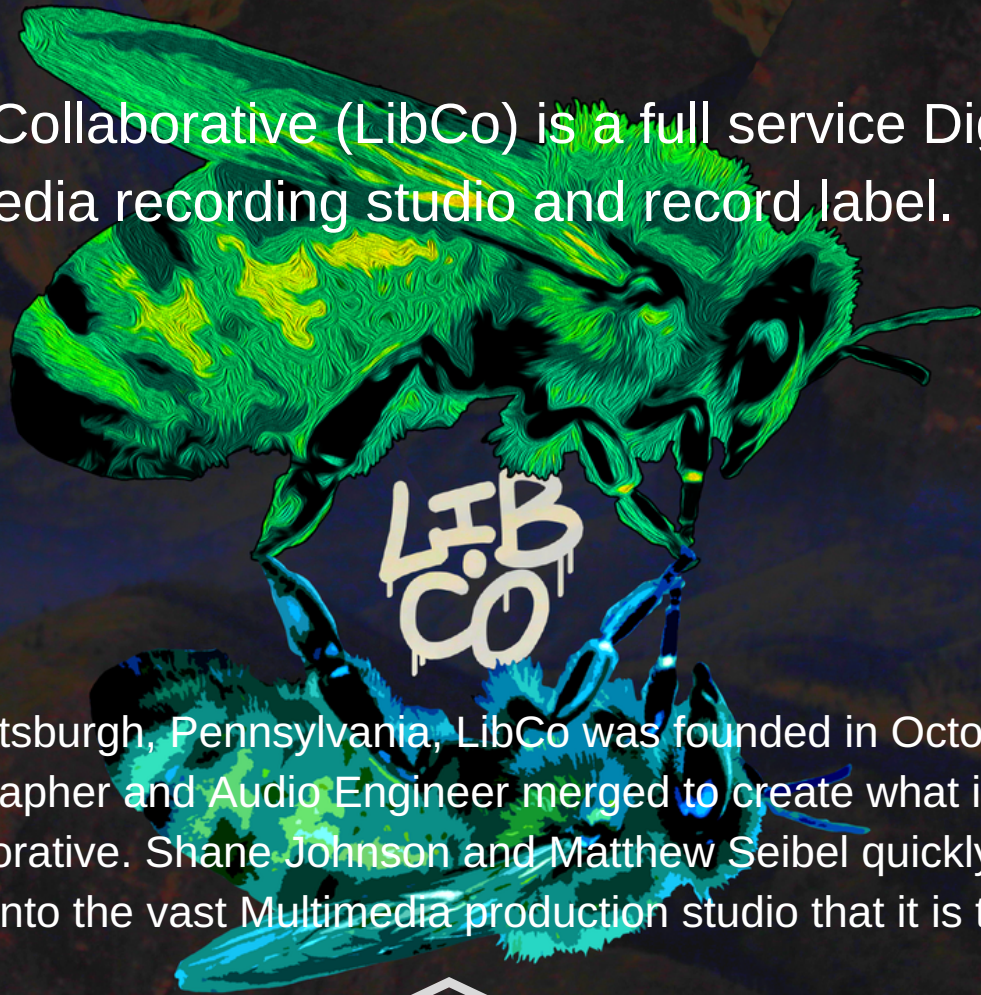 Collaborative (LibCo) is a full service Dig
edia recording studio and record label.
LIB
CO
tsburgh, Pennsylvania, LibCo was founded in Octo
apher and Audio Engineer merged to create what i
orative. Shane Johnson and Matthew Seibel quickly
nto the vast Multimedia production studio that it is t